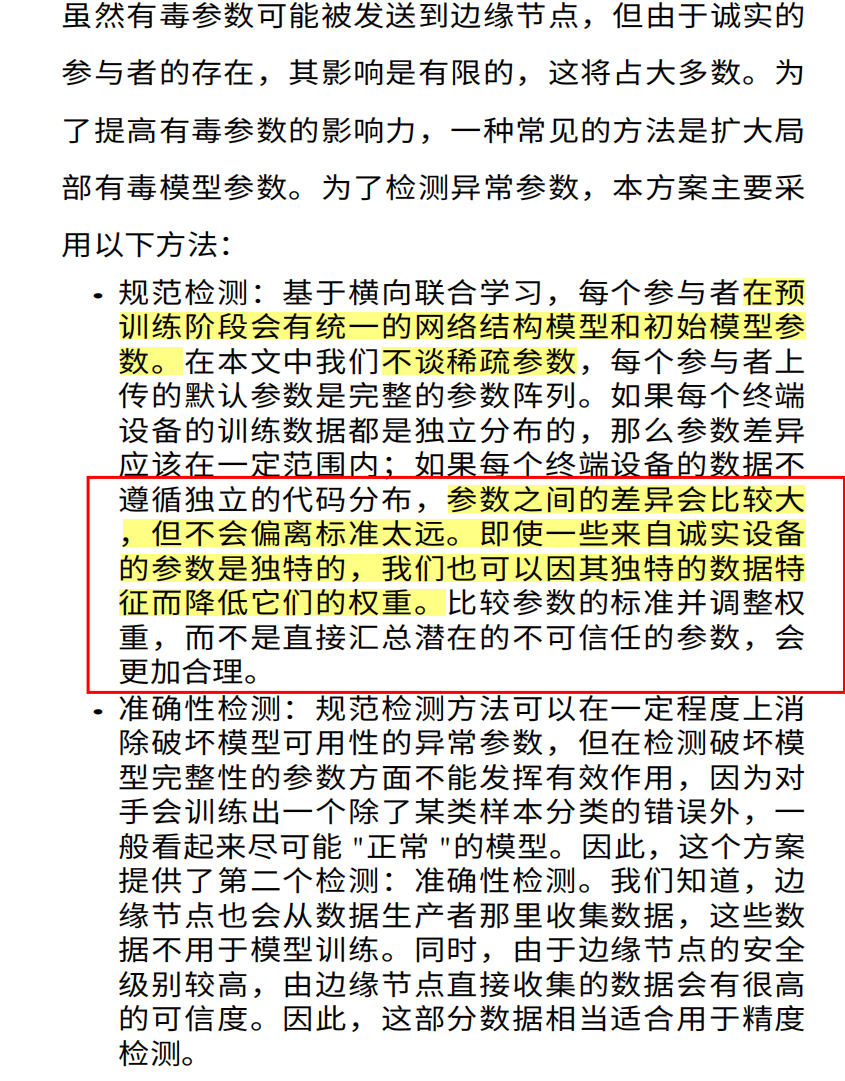 虽然有毒参数可能被发送到边缘节点，但由于诚实的
参与者的存在，其影响是有限的，这将占大多数。为
了提高有毒参数的影响力，一种常见的方法是扩大局
部有毒模型参数。为了检测异常参数，本方案主要采
用以下方法：
• 规范检测：基于横向联合学习，每个参与者在预
训练阶段会有统一的网络结构模型和初始模型参
数。在本文中我们不谈稀疏参数，每个参与者上
传的默认参数是完整的参数阵列。如果每个终端
设备的训练数据都是独立分布的，那么参数差异
应该在一定范围内；如果每个终端设备的数据不
遵循独立的代码分布，参数之间的差异会比较大
，但不会偏离标准太远。即使一些来自诚实设备
的参数是独特的，我们也可以因其独特的数据特
征而降低它们的权重。比较参数的标准并调整权
重，而不是直接汇总潜在的不可信任的参数，会
更加合理。
• 准确性检测：规范检测方法可以在一定程度上消
除破坏模型可用性的异常参数，但在检测破坏模
型完整性的参数方面不能发挥有效作用，因为对
手会训练出一个除了某类样本分类的错误外，一
般看起来尽可能 "正常 "的模型。因此，这个方案
提供了第二个检测：准确性检测。我们知道，边
缘节点也会从数据生产者那里收集数据，这些数
据不用于模型训练。同时，由于边缘节点的安全
级别较高，由边缘节点直接收集的数据会有很高
的可信度。因此，这部分数据相当适合用于精度
检测。